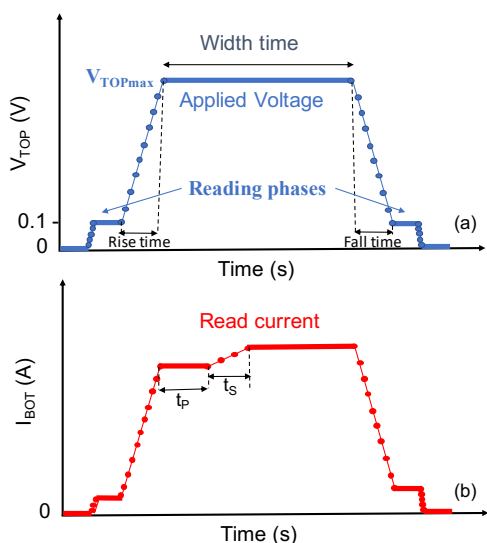 Width time
V_TOPmax
Applied Voltage
V_TOP (V)
Reading phases
0.1
0
(a)
Rise time
Fall time
Time (s)
Read current
I_BOT (A)
t_P
t_S
(b)
0
Time (s)